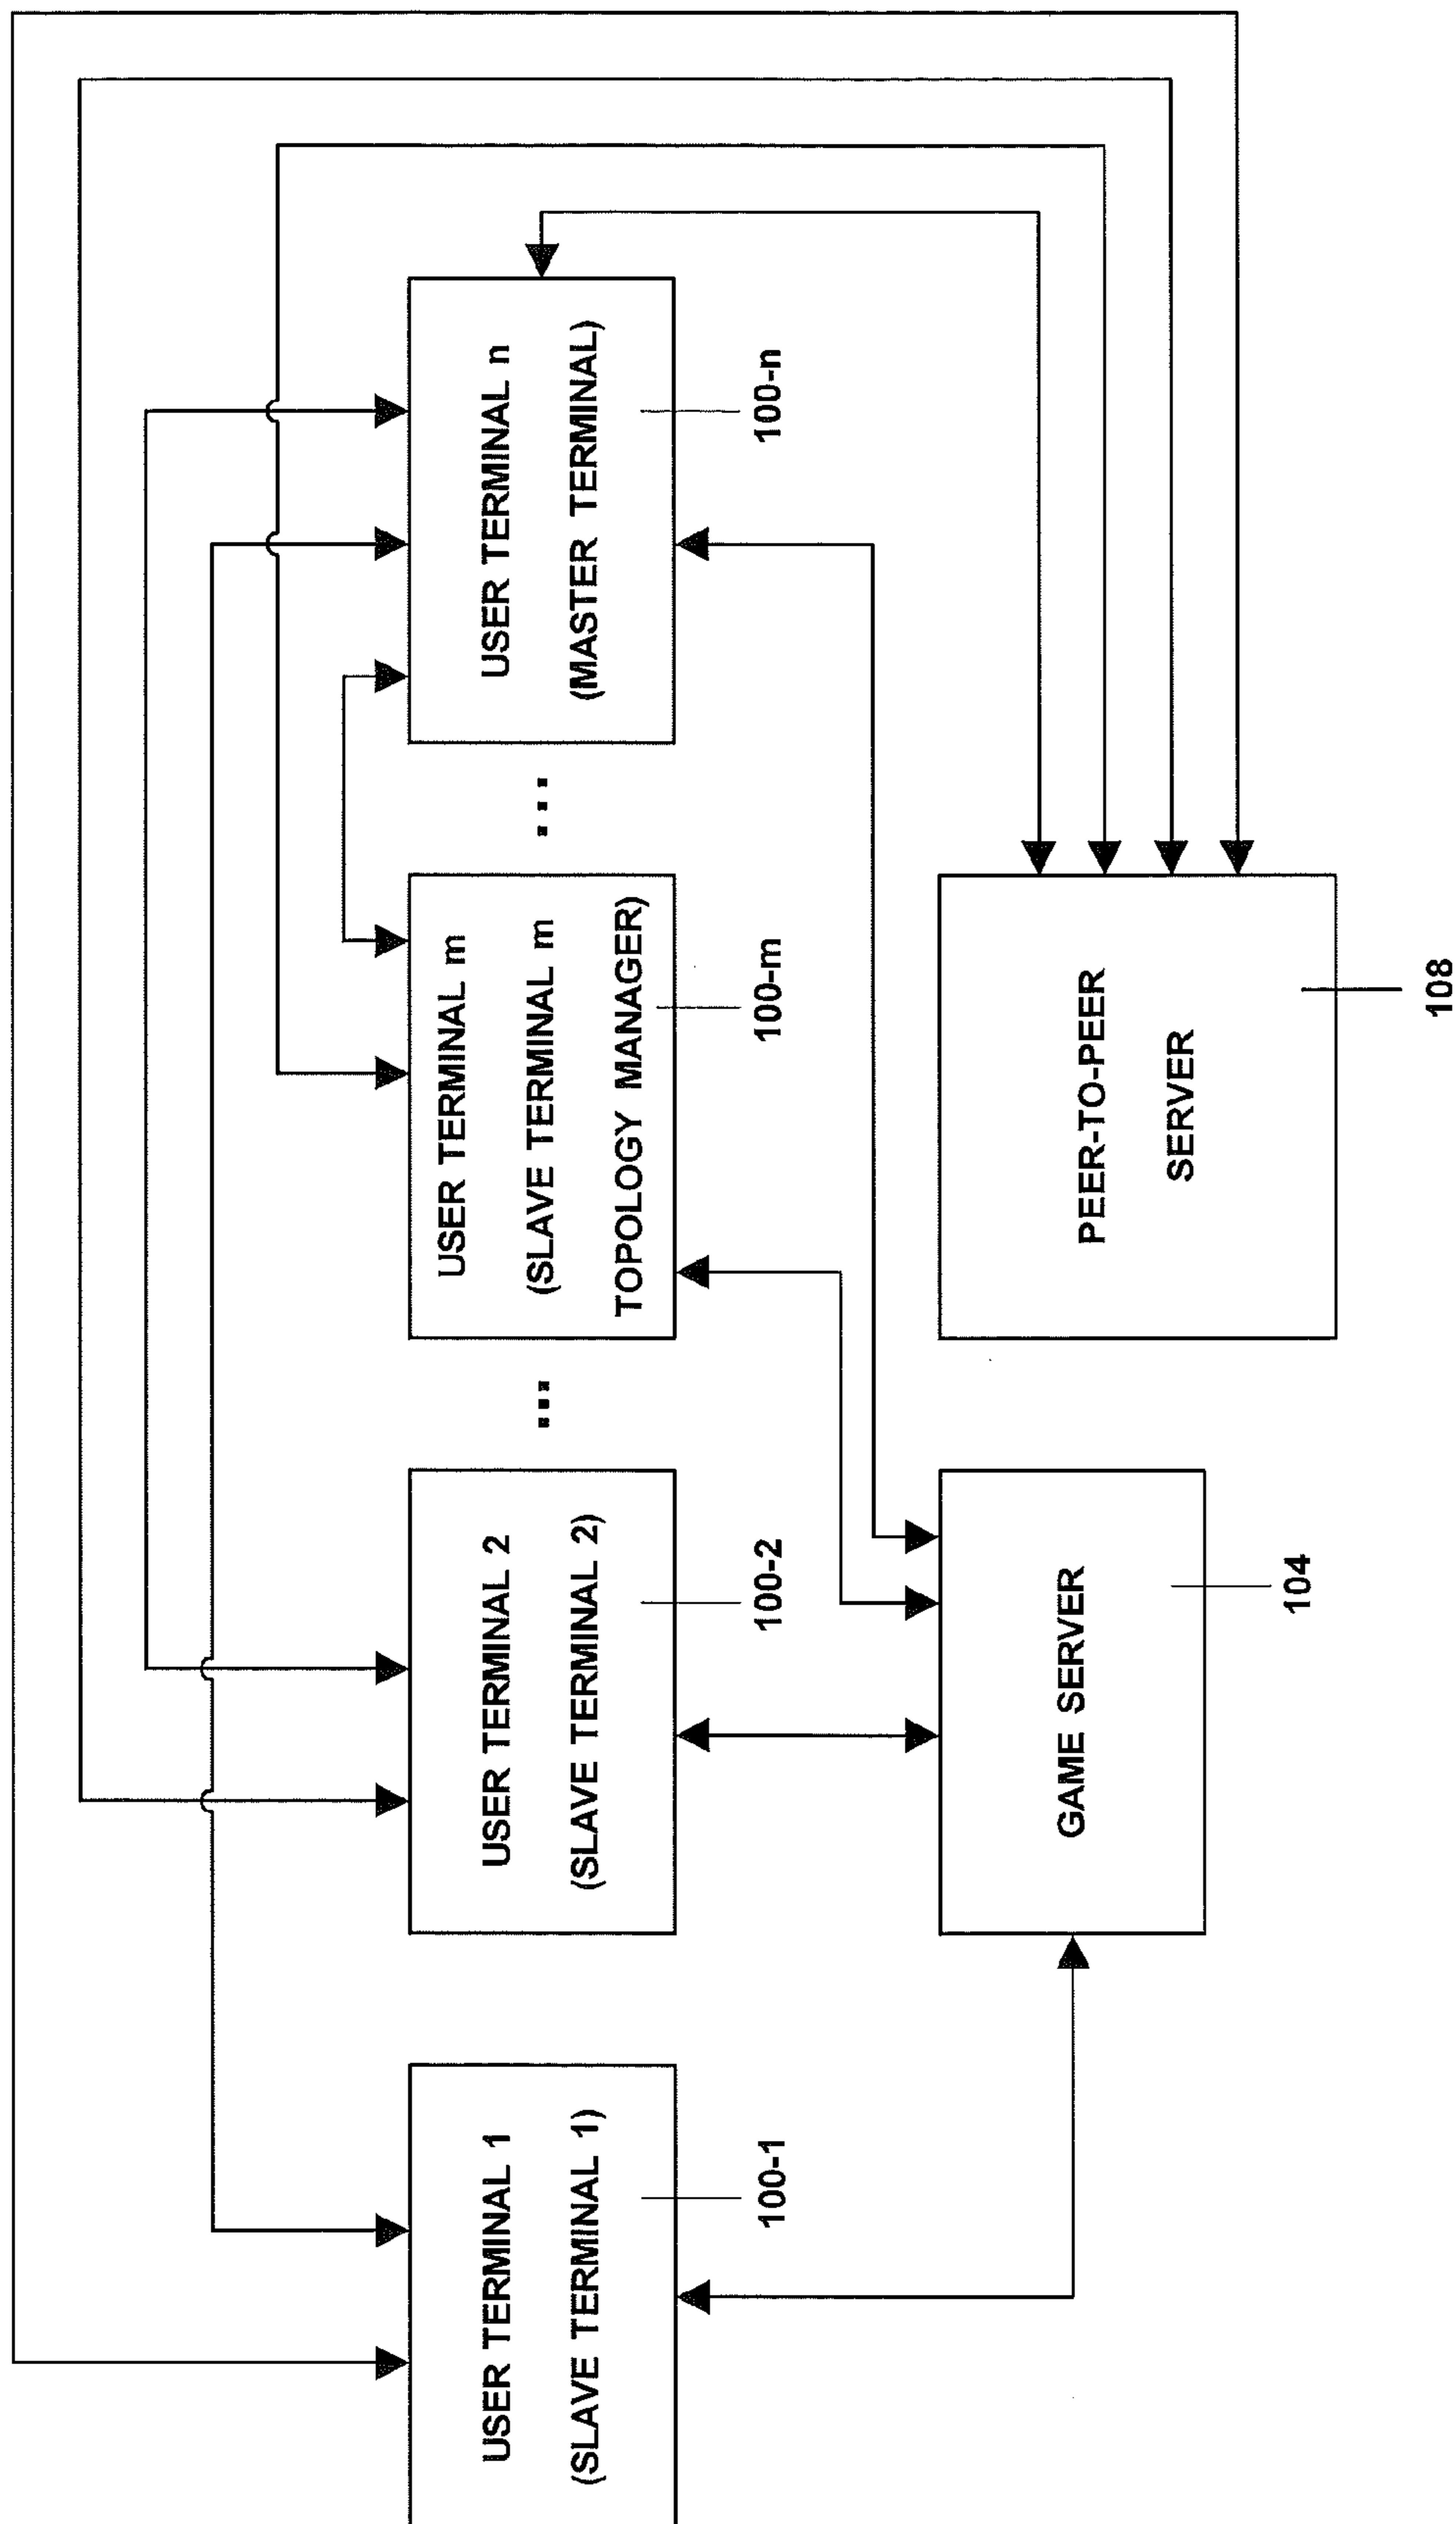 USER TERMINAL 1
(SLAVE TERMINAL 1)
100-1
USER TERMINAL 2
(SLAVE TERMINAL 2)
100-2
...
USER TERMINAL m
(SLAVE TERMINAL m
TOPOLOGY MANAGER)
100-m
...
USER TERMINAL n
(MASTER TERMINAL)
100-n
GAME SERVER
104
PEER-TO-PEER
SERVER
108